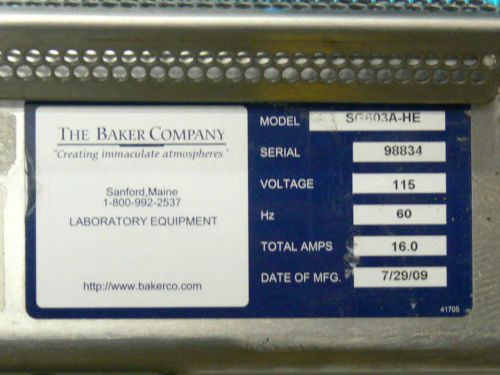 THE BAKER COMPANY
"Creating immaculate atmospheres."
Sanford,Maine
1-800-992-2537
LABORATORY EQUIPMENT
http://www.bakerco.com
MODEL SG603A-HE
SERIAL 98834
VOLTAGE 115
Hz 60
TOTAL AMPS 16.0
DATE OF MFG. 7/29/09
41705